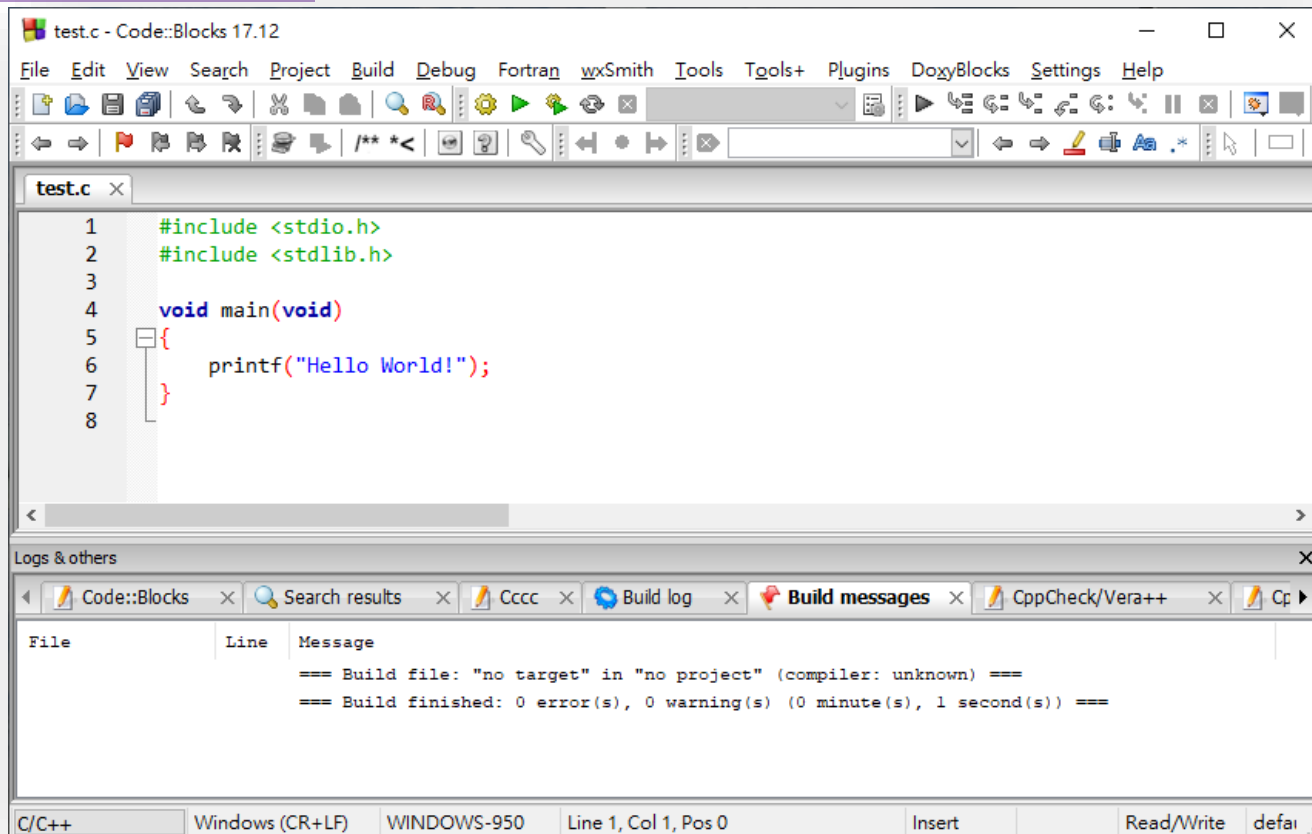 test.c - Code::Blocks 17.12
File Edit View Search Project Build Debug Fortran wxSmith Tools Tools+ Plugins DoxyBlocks Settings Help
/** *<
Aa .*
test.c
1 #include <stdio.h>
2 #include <stdlib.h>
3
4 void main(void)
5 {
6 printf("Hello World!");
7 }
8
Logs & others
Code::Blocks Search results Cccc Build log Build messages CppCheck/Vera++ Cp
File Line Message
=== Build file: "no target" in "no project" (compiler: unknown) ===
=== Build finished: 0 error(s), 0 warning(s) (0 minute(s), 1 second(s)) ===
C/C++ Windows (CR+LF) WINDOWS-950 Line 1, Col 1, Pos 0 Insert Read/Write defau